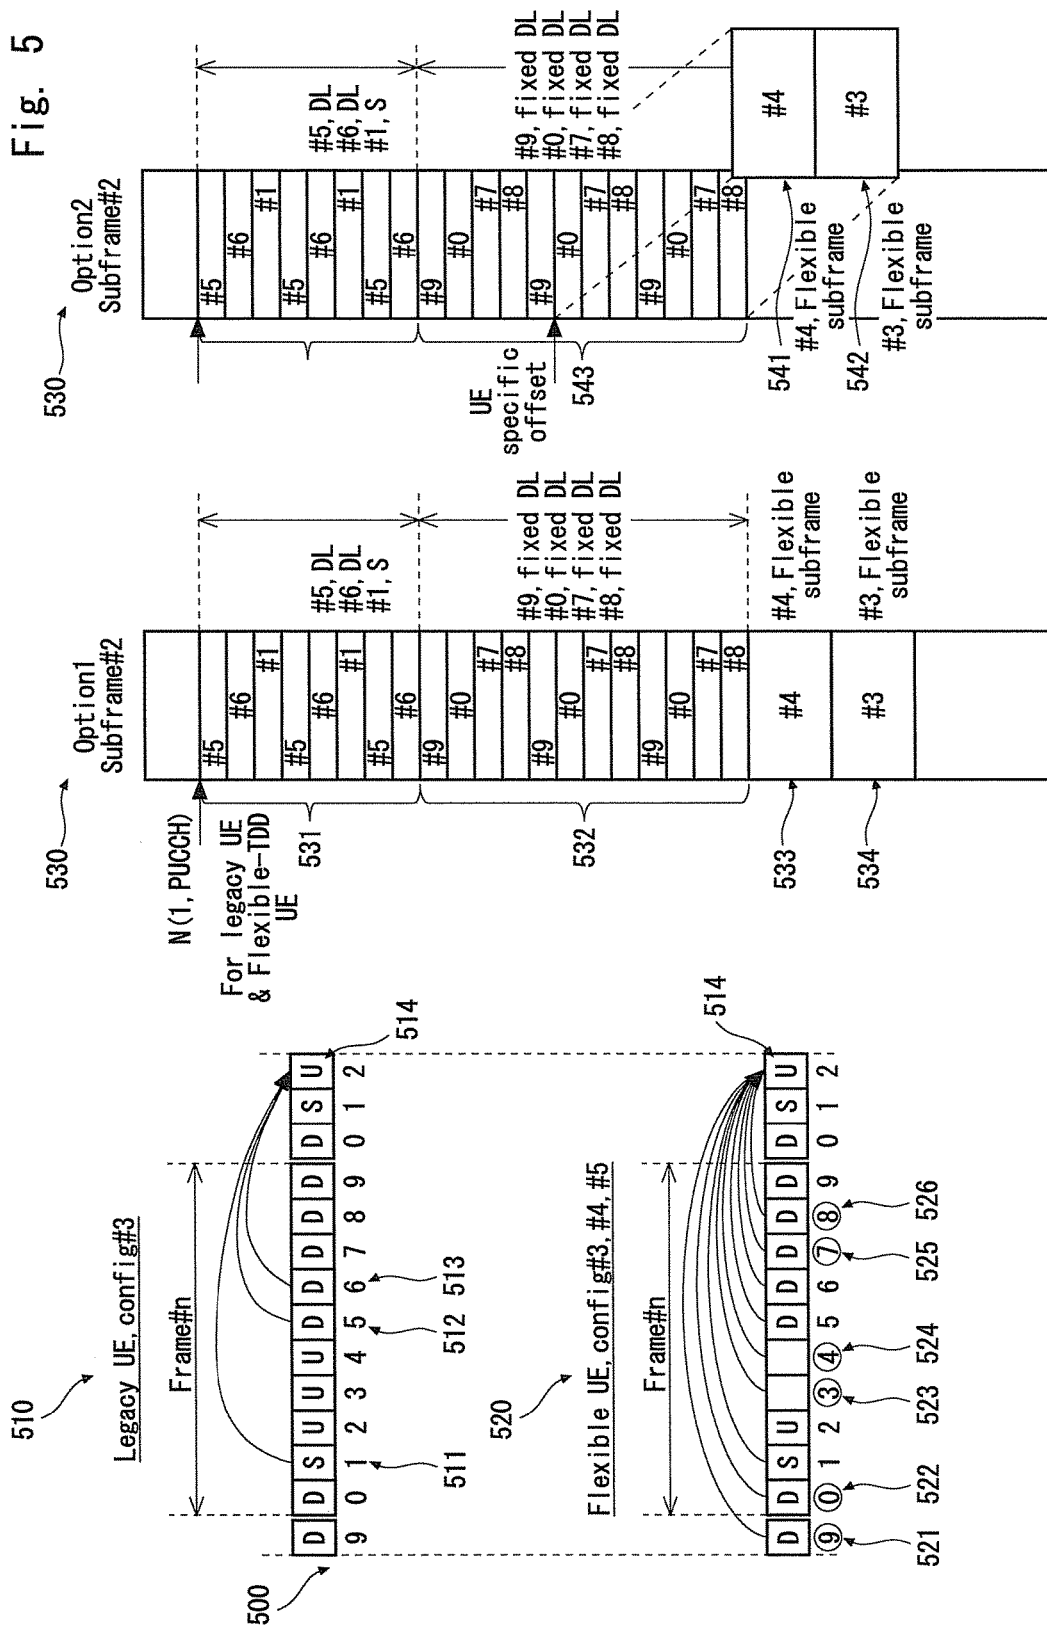 Fig. 5
510
Legacy UE, config#3
Frame#n
D D S U U U D D D D D D S U
9 0 1 2 3 4 5 6 7 8 9 0 1 2
500
511
512
513
514
520
Flexible UE, config#3, #4, #5
Frame#n
D D S U D D D D D D S U
9 0 1 2 3 4 5 6 7 8 9 0 1 2
521
522
523
524
525
526
514
530
Option1
Subframe#2
N(1, PUCCH)
For legacy UE
& Flexible-TDD
UE
531
532
533
534
#5
#6
#1
#5
#6
#1
#5
#6
#9
#0
#7
#8
#9
#0
#7
#8
#9
#0
#7
#8
#4
#3
#5, DL
#6, DL
#1, S
#9, fixed DL
#0, fixed DL
#7, fixed DL
#8, fixed DL
#4, Flexible
subframe
#3, Flexible
subframe
530
Option2
Subframe#2
UE
specific
offset
543
#5
#6
#1
#5
#6
#1
#5
#6
#9
#0
#7
#8
#9
#0
#7
#8
#9
#0
#7
#8
#5, DL
#6, DL
#1, S
#9, fixed DL
#0, fixed DL
#7, fixed DL
#8, fixed DL
#4
#3
541
#4, Flexible
subframe
542
#3, Flexible
subframe